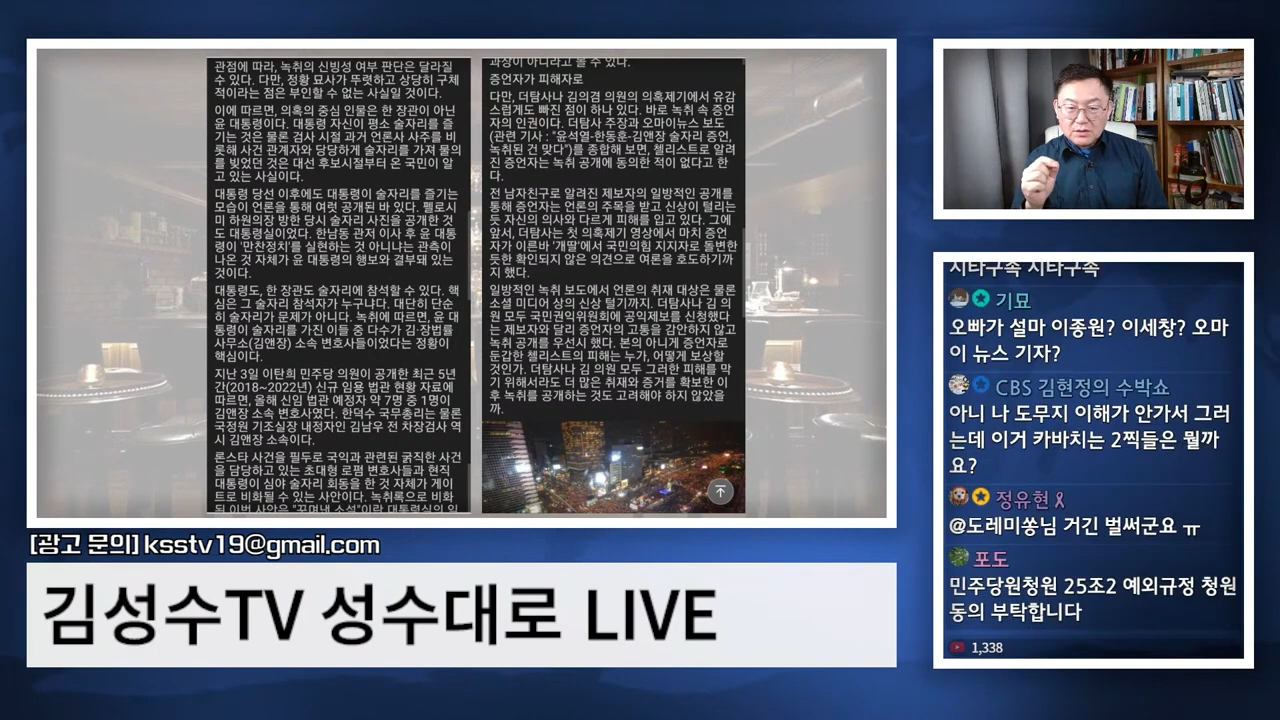 관점에 따라, 녹취의 신빙성 여부 판단은 달라질
수 있다. 다만, 정황 묘사가 뚜렷하고 상당히 구체
적이라는 점은 부인할 수 없는 사실일 것이다.
이에 따르면, 의혹의 중심 인물은 한 장관이 아닌
윤 대통령이다. 대통령 자신이 평소 술자리를 즐
기는 것은 물론 검사 시절 과거 언론사 사주를 비
롯해 사건 관계자와 당당하게 술자리를 가져 물의
를 빚었던 것은 대선 후보시절부터 온 국민이 알
고 있는 사실이다.
대통령 당선 이후에도 대통령이 술자리를 즐기는
모습이 언론을 통해 여럿 공개된 바 있다. 펠로시
미 하원의장 방한 당시 술자리 사진을 공개한 것
도 대통령실이었다. 한남동 관저 이사 후 윤 대통
령이 '만찬정치'를 실현하는 것 아니냐는 관측이
나온 것 자체가 윤 대통령의 행보와 결부돼 있는
것이다.
대통령도, 한 장관도 술자리에 참석할 수 있다. 핵
심은 그 술자리 참석자가 누구냐다. 대단히 단순
히 술자리가 문제가 아니다. 녹취에 따르면, 윤 대
통령이 술자리를 가진 이들 중 다수가 김·장법률
사무소(김앤장) 소속 변호사들이었다는 정황이
핵심이다.
지난 3일 이탄희 민주당 의원이 공개한 최근 5년
간(2018~2022년) 신규 임용 법관 현황 자료에
따르면, 올해 신임 법관 예정자 약 7명 중 1명이
김앤장 소속 변호사였다. 한덕수 국무총리는 물론
국정원 기조실장 내정자인 김남우 전 차장검사 역
시 김앤장 소속이다.
론스타 사건을 필두로 국익과 관련된 굵직한 사건
을 담당하고 있는 초대형 로펌 변호사들과 현직
대통령이 심야 술자리 회동을 한 것 자체가 게이
트로 비화될 수 있는 사안이다. 녹취록으로 비화
된 이번 사안은 "꾸며낸 소설"이란 대통령실의 일
과장이 아니라고 볼 수 있다.
증언자가 피해자로
다만, 더탐사나 김의겸 의원의 의혹제기에서 유감
스럽게도 빠진 점이 하나 있다. 바로 녹취 속 증언
자의 인권이다. 더탐사 주장과 오마이뉴스 보도
(관련 기사 : "윤석열-한동훈-김앤장 술자리 증언,
녹취된 건 맞다")를 종합해 보면, 첼리스트로 알려
진 증언자는 녹취 공개에 동의한 적이 없다고 한
다.
전 남자친구로 알려진 제보자의 일방적인 공개를
통해 증언자는 언론의 주목을 받고 신상이 털리는
듯 자신의 의사와 다르게 피해를 입고 있다. 그에
앞서, 더탐사는 첫 의혹제기 영상에서 마치 증언
자가 이른바 '개딸'에서 국민의힘 지지자로 돌변한
듯한 확인되지 않은 의견으로 여론을 호도하기까
지 했다.
일방적인 녹취 보도에서 언론의 취재 대상은 물론
소셜 미디어 상의 신상 털기까지. 더탐사나 김 의
원 모두 국민권익위원회에 공익제보를 신청했다
는 제보자와 달리 증언자의 고통을 감안하지 않고
녹취 공개를 우선시 했다. 본의 아니게 증언자로
둔갑한 첼리스트의 피해는 누가, 어떻게 보상할
것인가. 더탐사나 김 의원 모두 그러한 피해를 막
기 위해서라도 더 많은 취재와 증거를 확보한 이
후 녹취를 공개하는 것도 고려해야 하지 않았을
까.
시타구속 시타구속
기묘
오빠가 설마 이종원? 이세창? 오마
이 뉴스 기자?
CBS 김현정의 수박쇼
아니 나 도무지 이해가 안가서 그러
는데 이거 카바치는 2찍들은 뭘까
요?
정유현🎗
@도레미쏭님 거긴 벌써군요 ㅠ
포도
민주당원청원 25조2 예외규정 청원
동의 부탁합니다
1,338
[광고 문의] ksstv19@gmail.com
김성수TV 성수대로 LIVE